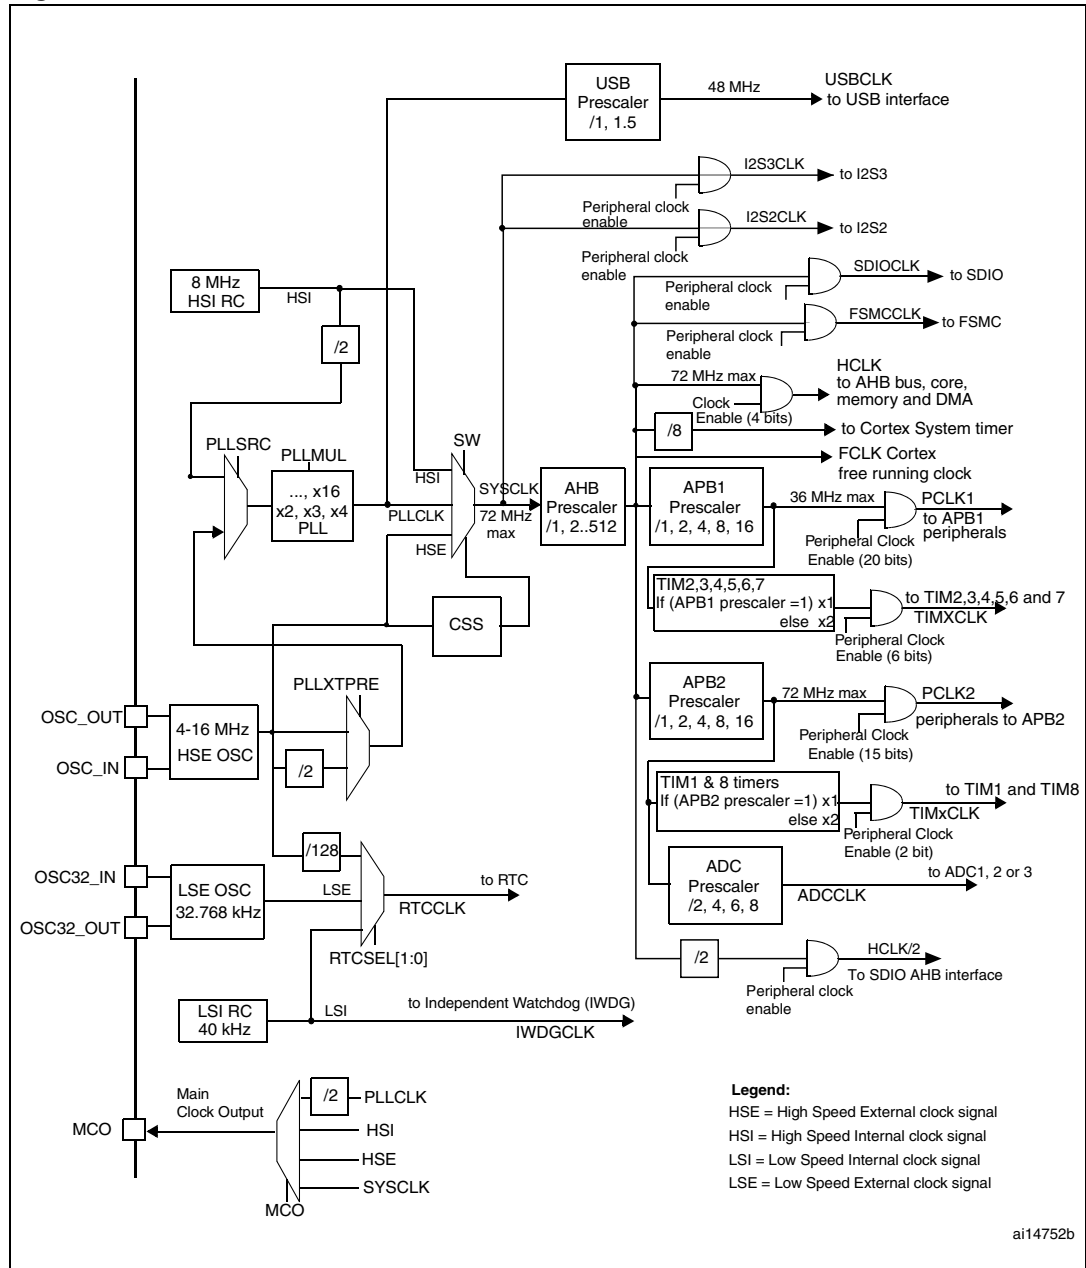 USB
Prescaler
/1, 1.5
48 MHz
USBCLK
to USB interface
I2S3CLK
to I2S3
Peripheral clock
enable
I2S2CLK
to I2S2
Peripheral clock
enable
SDIOCLK
to SDIO
Peripheral clock
enable
FSMCCLK
to FSMC
Peripheral clock
enable
8 MHz
HSI RC
HSI
/2
HCLK
to AHB bus, core,
memory and DMA
72 MHz max
Clock
Enable (4 bits)
/8
to Cortex System timer
FCLK Cortex
free running clock
PLLSRC
PLLMUL
..., x16
x2, x3, x4
PLL
SW
HSI
PLLCLK
HSE
SYSCLK
72 MHz
max
AHB
Prescaler
/1, 2..512
APB1
Prescaler
/1, 2, 4, 8, 16
36 MHz max
PCLK1
to APB1
peripherals
Peripheral Clock
Enable (20 bits)
TIM2,3,4,5,6,7
If (APB1 prescaler =1) x1
else x2
to TIM2,3,4,5,6 and 7
TIMXCLK
Peripheral Clock
Enable (6 bits)
CSS
PLLXTPRE
OSC_OUT
OSC_IN
4-16 MHz
HSE OSC
/2
APB2
Prescaler
/1, 2, 4, 8, 16
72 MHz max
PCLK2
peripherals to APB2
Peripheral Clock
Enable (15 bits)
TIM1 & 8 timers
If (APB2 prescaler =1) x1
else x2
to TIM1 and TIM8
TIMxCLK
Peripheral Clock
Enable (2 bit)
/128
OSC32_IN
OSC32_OUT
LSE OSC
32.768 kHz
LSE
to RTC
RTCCLK
RTCSEL[1:0]
ADC
Prescaler
/2, 4, 6, 8
to ADC1, 2 or 3
ADCCLK
/2
HCLK/2
To SDIO AHB interface
Peripheral clock
enable
LSI RC
40 kHz
LSI
to Independent Watchdog (IWDG)
IWDGCLK
MCO
Main
Clock Output
/2
PLLCLK
HSI
HSE
SYSCLK
MCO
Legend:
HSE = High Speed External clock signal
HSI = High Speed Internal clock signal
LSI = Low Speed Internal clock signal
LSE = Low Speed External clock signal
ai14752b